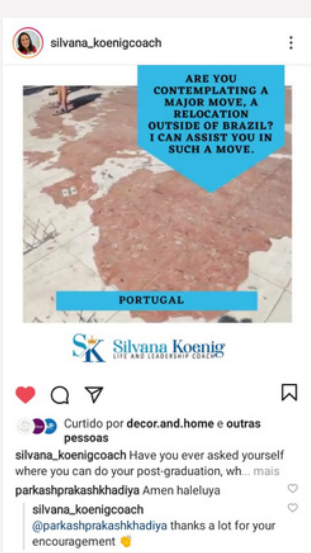 silvana_koenigcoach
ARE YOU
CONTEMPLATING A
MAJOR MOVE, A
RELOCATION
OUTSIDE OF BRAZIL?
I CAN ASSIST YOU IN
SUCH A MOVE.
PORTUGAL
SK Silvana Koenig
LIFE AND LEADERSHIP COACH
Curtido por decor.and.home e outras
pessoas
silvana_koenigcoach Have you ever asked yourself
where you can do your post-graduation, wh... mais
parkashprakashkhadiya Amen haleluya
silvana_koenigcoach
@parkashprakashkhadiya thanks a lot for your
encouragement 👏